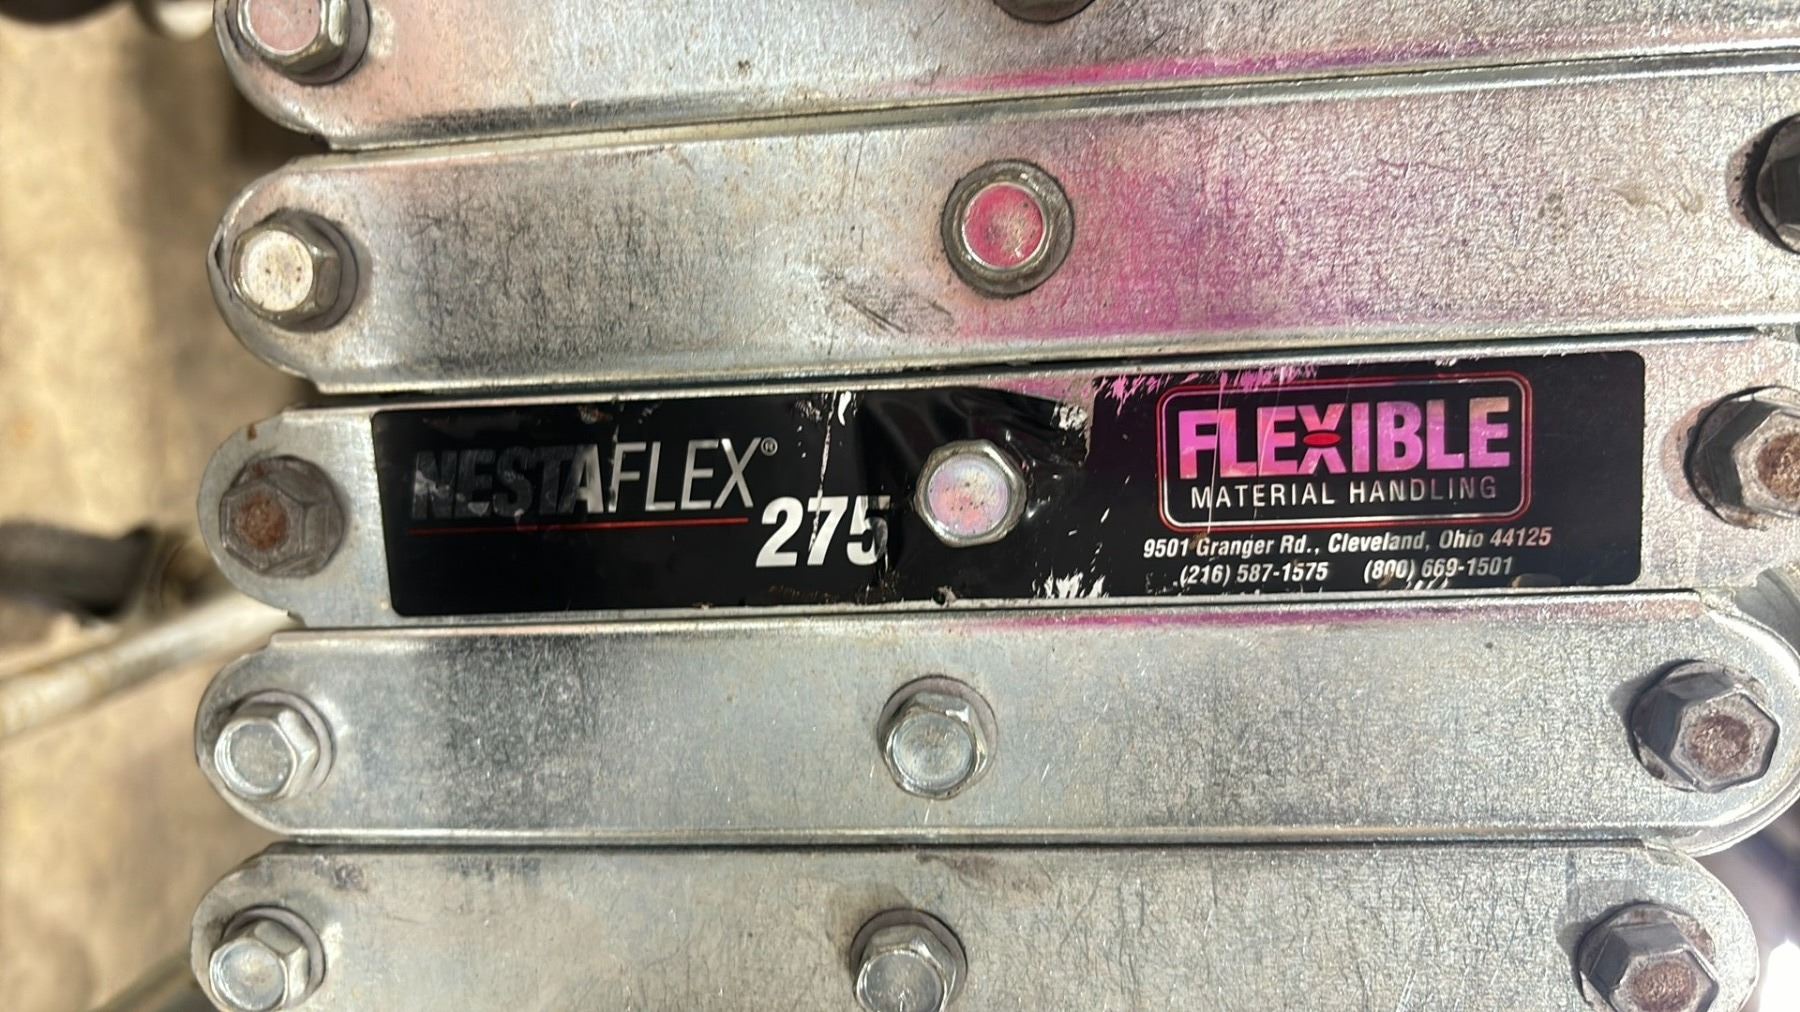 NESTAFLEX®
275
FLEXIBLE
MATERIAL HANDLING
9501 Granger Rd., Cleveland, Ohio 44125
(216) 587-1575 (800) 669-1501